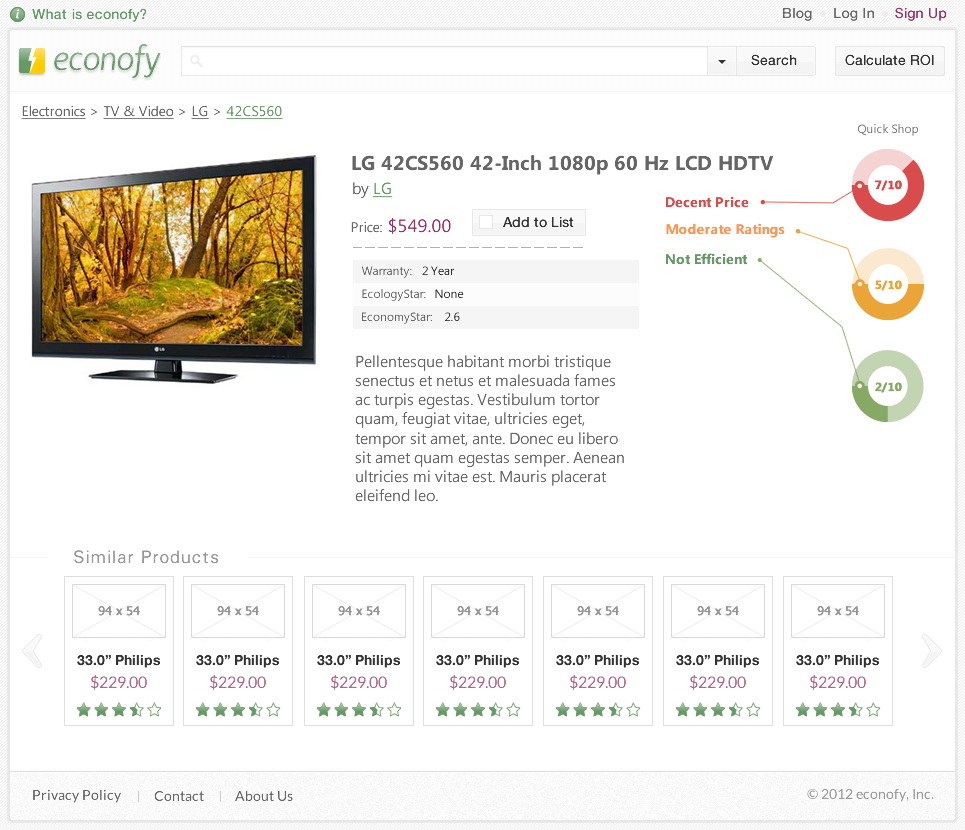 What is econofy?
Blog Log In Sign Up
econofy
Search
Calculate ROI
Electronics > TV & Video > LG > 42CS560
Quick Shop
LG 42CS560 42-Inch 1080p 60 Hz LCD HDTV
by LG
Price: $549.00
Add to List
Warranty: 2 Year
EcologyStar: None
EconomyStar: 2.6
Decent Price
7/10
Moderate Ratings
5/10
Not Efficient
2/10
LG
Pellentesque habitant morbi tristique
senectus et netus et malesuada fames
ac turpis egestas. Vestibulum tortor
quam, feugiat vitae, ultricies eget,
tempor sit amet, ante. Donec eu libero
sit amet quam egestas semper. Aenean
ultricies mi vitae est. Mauris placerat
eleifend leo.
Similar Products
94 x 54 94 x 54 94 x 54 94 x 54 94 x 54 94 x 54 94 x 54
33.0” Philips 33.0” Philips 33.0” Philips 33.0” Philips 33.0” Philips 33.0” Philips 33.0” Philips
$229.00 $229.00 $229.00 $229.00 $229.00 $229.00 $229.00
Privacy Policy | Contact | About Us
© 2012 econofy, Inc.